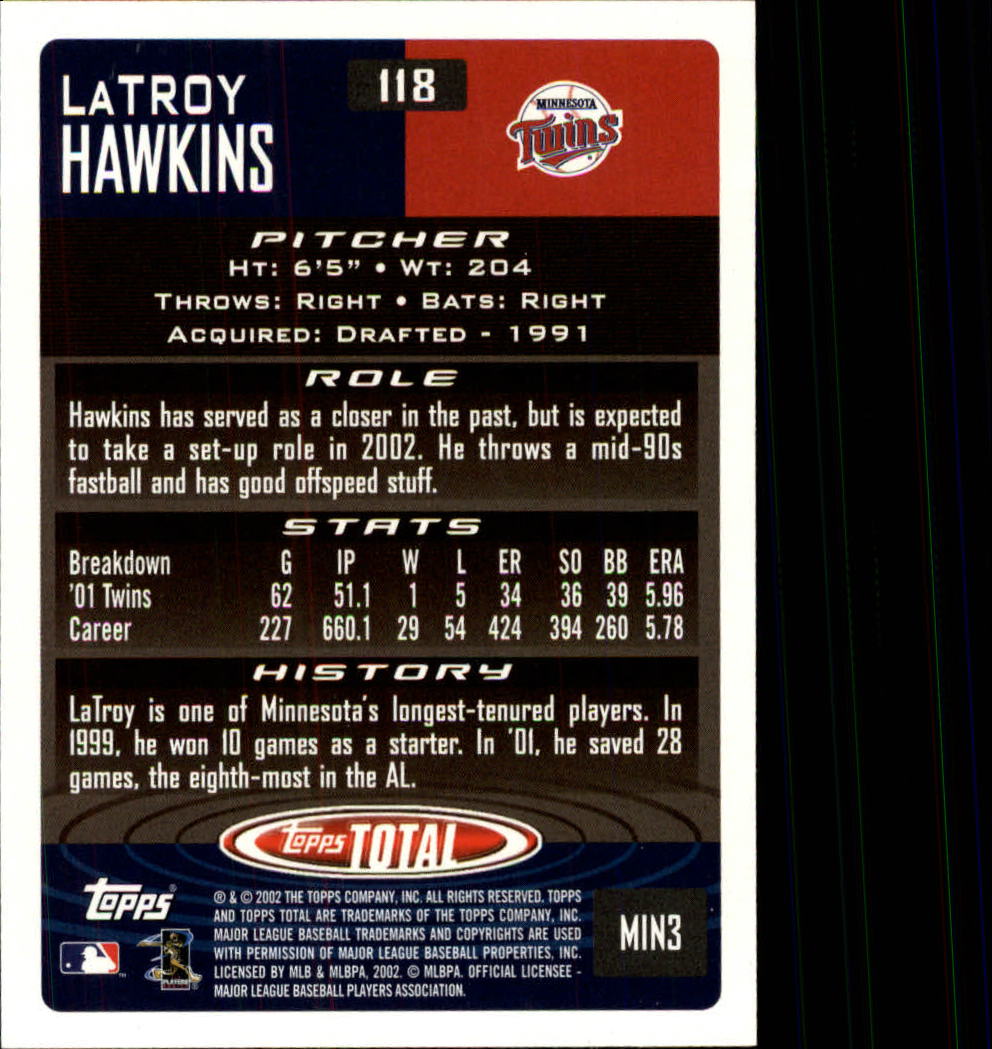 118
LATROY
HAWKINS
MINNESOTA
Twins
PITCHER
HT: 6'5" • WT: 204
THROWS: RIGHT • BATS: RIGHT
ACQUIRED: DRAFTED - 1991
ROLE
Hawkins has served as a closer in the past, but is expected
to take a set-up role in 2002. He throws a mid-90s
fastball and has good offspeed stuff.
STATS
Breakdown G IP W L ER SO BB ERA
'01 Twins 62 51.1 1 5 34 36 39 5.96
Career 227 660.1 29 54 424 394 260 5.78
HISTORY
LaTroy is one of Minnesota's longest-tenured players. In
1999, he won 10 games as a starter. In '01, he saved 28
games, the eighth-most in the AL.
topps TOTAL
topps®
® & © 2002 THE TOPPS COMPANY, INC. ALL RIGHTS RESERVED. TOPPS
AND TOPPS TOTAL ARE TRADEMARKS OF THE TOPPS COMPANY, INC.
MAJOR LEAGUE BASEBALL TRADEMARKS AND COPYRIGHTS ARE USED
WITH PERMISSION OF MAJOR LEAGUE BASEBALL PROPERTIES, INC.
LICENSED BY MLB & MLBPA, 2002. © MLBPA. OFFICIAL LICENSEE -
MAJOR LEAGUE BASEBALL PLAYERS ASSOCIATION.
PLAYERS
MIN3